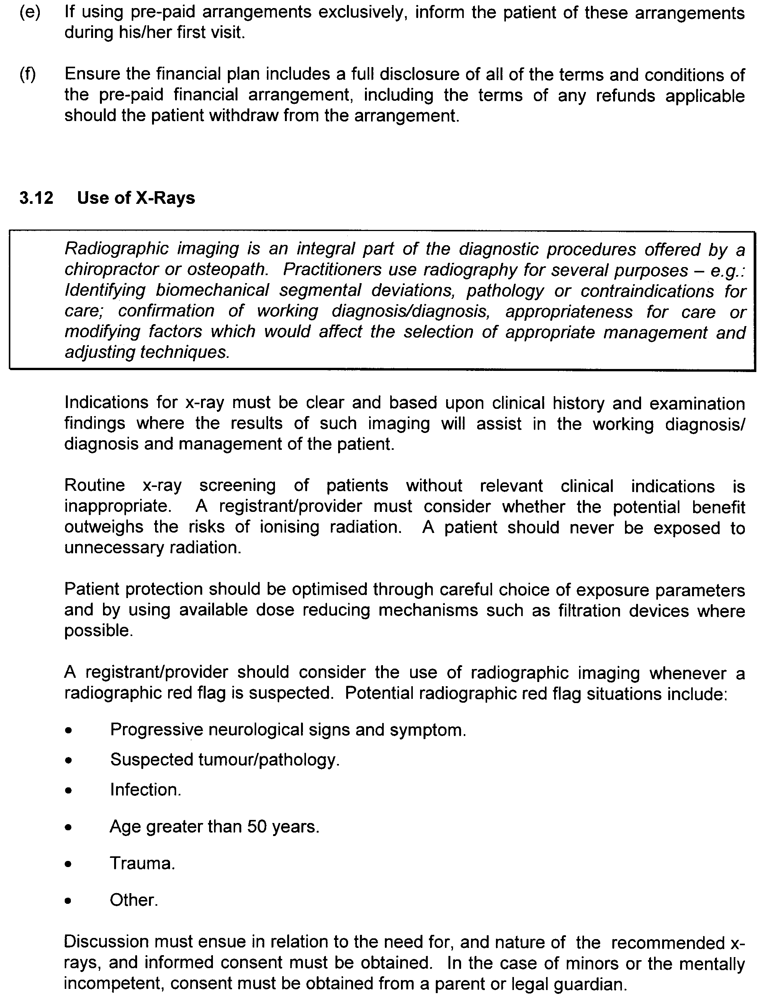 (e) If using pre-paid arrangements exclusively, inform the patient of these arrangements
during his/her first visit.
(f) Ensure the financial plan includes a full disclosure of all of the terms and conditions of
the pre-paid financial arrangement, including the terms of any refunds applicable
should the patient withdraw from the arrangement.
3.12 Use of X-Rays
Radiographic imaging is an integral part of the diagnostic procedures offered by a
chiropractor or osteopath. Practitioners use radiography for several purposes – e.g.:
Identifying biomechanical segmental deviations, pathology or contraindications for
care; confirmation of working diagnosis/diagnosis, appropriateness for care or
modifying factors which would affect the selection of appropriate management and
adjusting techniques.
Indications for x-ray must be clear and based upon clinical history and examination
findings where the results of such imaging will assist in the working diagnosis/
diagnosis and management of the patient.
Routine x-ray screening of patients without relevant clinical indications is
inappropriate. A registrant/provider must consider whether the potential benefit
outweighs the risks of ionising radiation. A patient should never be exposed to
unnecessary radiation.
Patient protection should be optimised through careful choice of exposure parameters
and by using available dose reducing mechanisms such as filtration devices where
possible.
A registrant/provider should consider the use of radiographic imaging whenever a
radiographic red flag is suspected. Potential radiographic red flag situations include:
• Progressive neurological signs and symptom.
• Suspected tumour/pathology.
• Infection.
• Age greater than 50 years.
• Trauma.
• Other.
Discussion must ensue in relation to the need for, and nature of the recommended x-
rays, and informed consent must be obtained. In the case of minors or the mentally
incompetent, consent must be obtained from a parent or legal guardian.